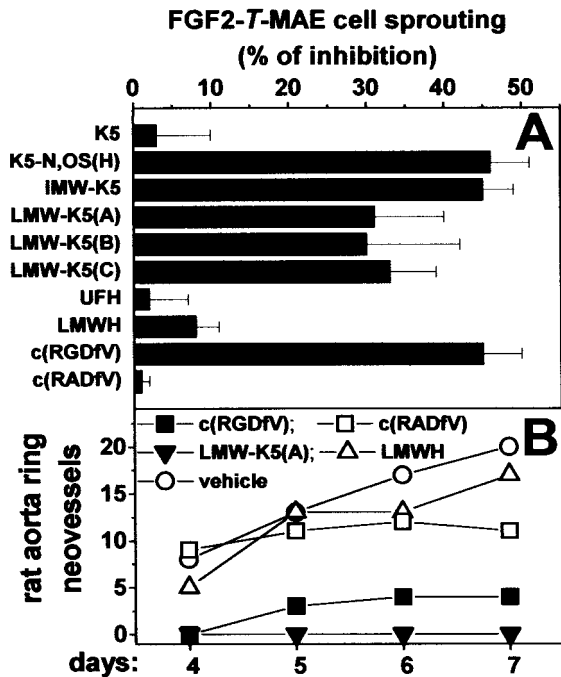 FGF2-T-MAE cell sprouting
(% of inhibition)
0 10 20 30 40 50
A
K5
K5-N,OS(H)
IMW-K5
LMW-K5(A)
LMW-K5(B)
LMW-K5(C)
UFH
LMWH
c(RGDfV)
c(RADfV)
B
c(RGDfV); c(RADfV)
LMW-K5(A); LMWH
vehicle
rat aorta ring
neovessels
20
15
10
5
0
days: 4 5 6 7